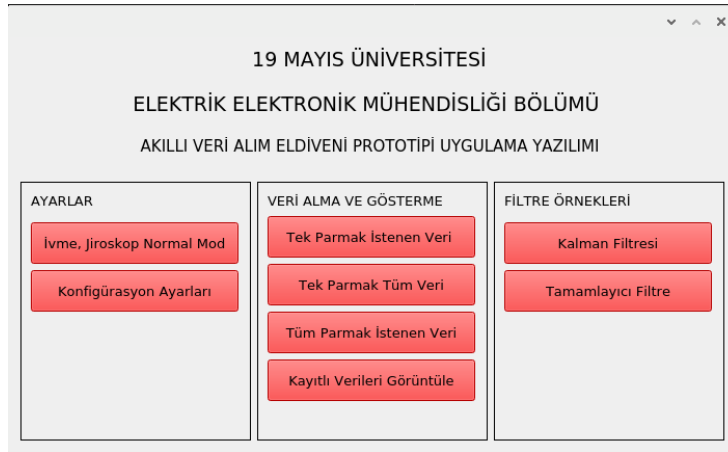 19 MAYIS ÜNİVERSİTESİ
ELEKTRİK ELEKTRONİK MÜHENDİSLİĞİ BÖLÜMÜ
AKILLI VERİ ALIM ELDİVENİ PROTOTİPİ UYGULAMA YAZILIMI
AYARLAR
İvme, Jiroskop Normal Mod
Konfigürasyon Ayarları
VERİ ALMA VE GÖSTERME
Tek Parmak İstenen Veri
Tek Parmak Tüm Veri
Tüm Parmak İstenen Veri
Kayıtlı Verileri Görüntüle
FİLTRE ÖRNEKLERİ
Kalman Filtresi
Tamamlayıcı Filtre